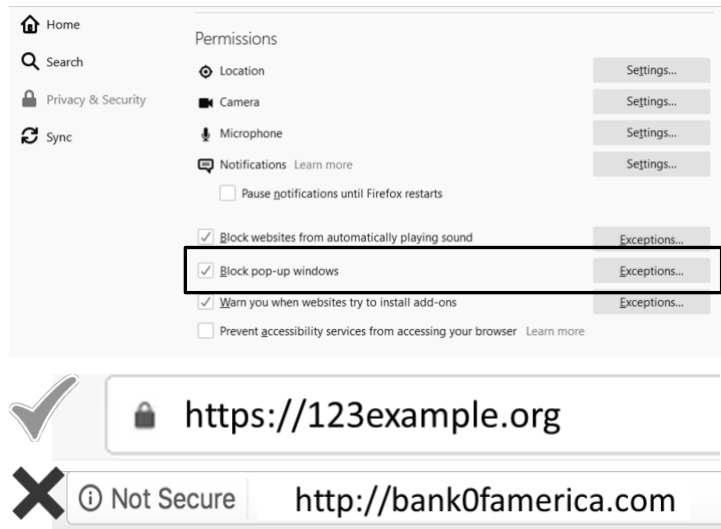 Home
Search
Privacy & Security
Sync
Permissions
Location Settings...
Camera Settings...
Microphone Settings...
Notifications Learn more Settings...
Pause notifications until Firefox restarts
Block websites from automatically playing sound Exceptions...
Block pop-up windows Exceptions...
Warn you when websites try to install add-ons Exceptions...
Prevent accessibility services from accessing your browser Learn more
https://123example.org
Not Secure http://bank0famerica.com